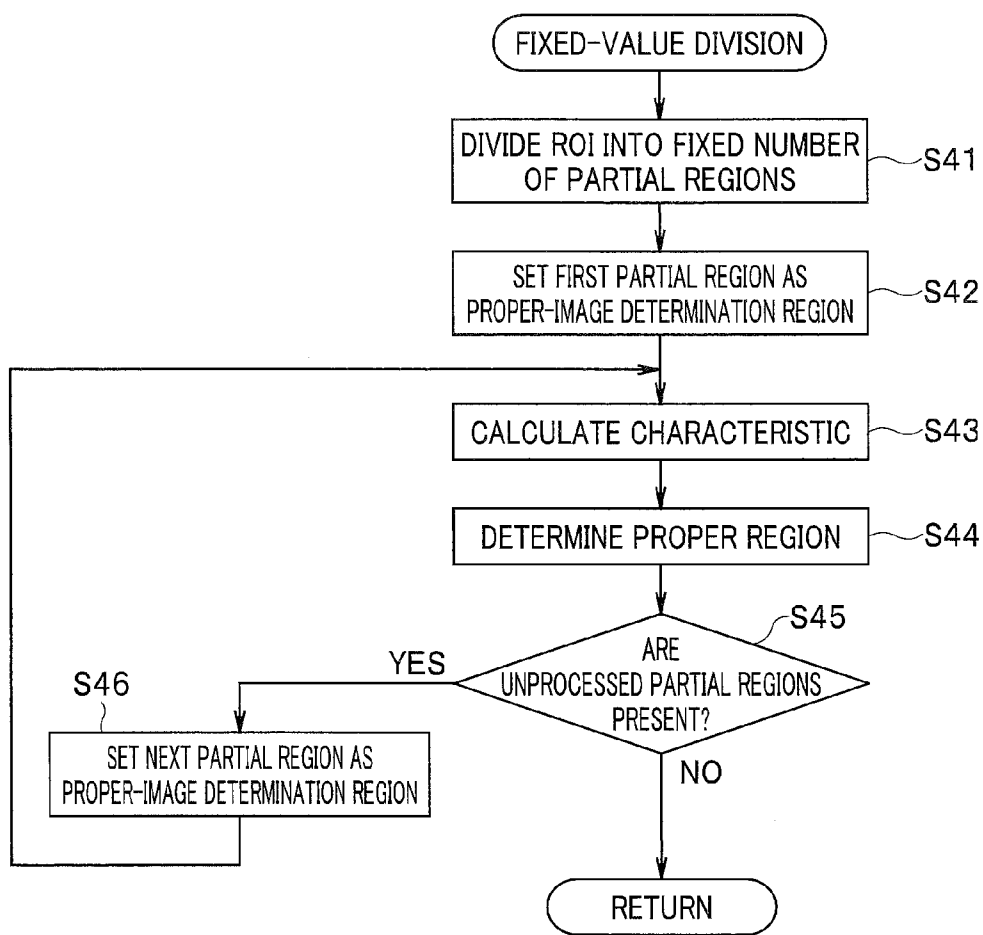 FIXED-VALUE DIVISION
DIVIDE ROI INTO FIXED NUMBER
OF PARTIAL REGIONS
S41
SET FIRST PARTIAL REGION AS
PROPER-IMAGE DETERMINATION REGION
S42
CALCULATE CHARACTERISTIC
S43
DETERMINE PROPER REGION
S44
S45
ARE
UNPROCESSED PARTIAL REGIONS
PRESENT?
YES
S46
SET NEXT PARTIAL REGION AS
PROPER-IMAGE DETERMINATION REGION
NO
RETURN